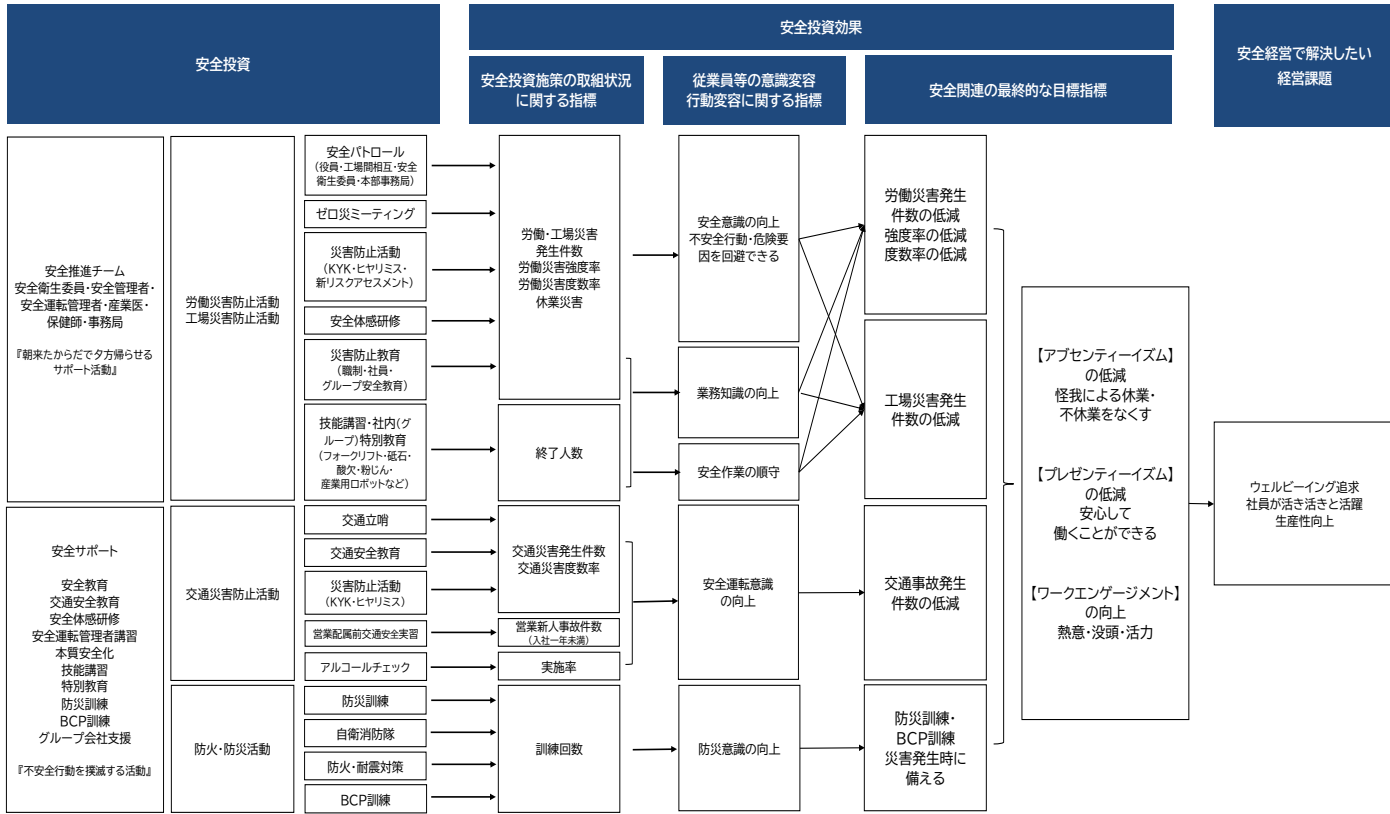 安全投資
安全投資効果
安全経営で解決したい
経営課題
安全投資施策の取組状況
に関する指標
従業員等の意識変容
行動変容に関する指標
安全関連の最終的な目標指標
安全推進チーム
安全衛生委員・安全管理者・
安全運転管理者・産業医・
保健師・事務局
『朝来たからだで夕方帰らせる
サポート活動』
労働災害防止活動
工場災害防止活動
安全パトロール
(役員・工場間相互・安全
衛生委員・本部事務局)
ゼロ災ミーティング
災害防止活動
(KYK・ヒヤリミス・
新リスクアセスメント)
安全体感研修
災害防止教育
(職制・社員・
グループ安全教育)
技能講習・社内(グ
ループ)特別教育
(フォークリフト・砥石・
酸欠・粉じん・
産業用ロボットなど)
労働・工場災害
発生件数
労働災害強度率
労働災害度数率
休業災害
終了人数
安全意識の向上
不安全行動・危険要
因を回避できる
業務知識の向上
安全作業の順守
労働災害発生
件数の低減
強度率の低減
度数率の低減
工場災害発生
件数の低減
安全サポート
安全教育
交通安全教育
安全体感研修
安全運転管理者講習
本質安全化
技能講習
特別教育
防災訓練
BCP訓練
グループ会社支援
『不安全行動を撲滅する活動』
交通災害防止活動
交通立哨
交通安全教育
災害防止活動
(KYK・ヒヤリミス)
営業配属前交通安全実習
アルコールチェック
交通災害発生件数
交通災害度数率
営業新人事故件数
(入社一年未満)
実施率
安全運転意識
の向上
交通事故発生
件数の低減
防火・防災活動
防災訓練
自衛消防隊
防火・耐震対策
BCP訓練
訓練回数
防災意識の向上
防災訓練・
BCP訓練
災害発生時に
備える
【アブセンティーイズム】
の低減
怪我による休業・
不休業をなくす
【プレゼンティーイズム】
の低減
安心して
働くことができる
【ワークエンゲージメント】
の向上
熱意・没頭・活力
ウェルビーイング追求
社員が活き活きと活躍
生産性向上